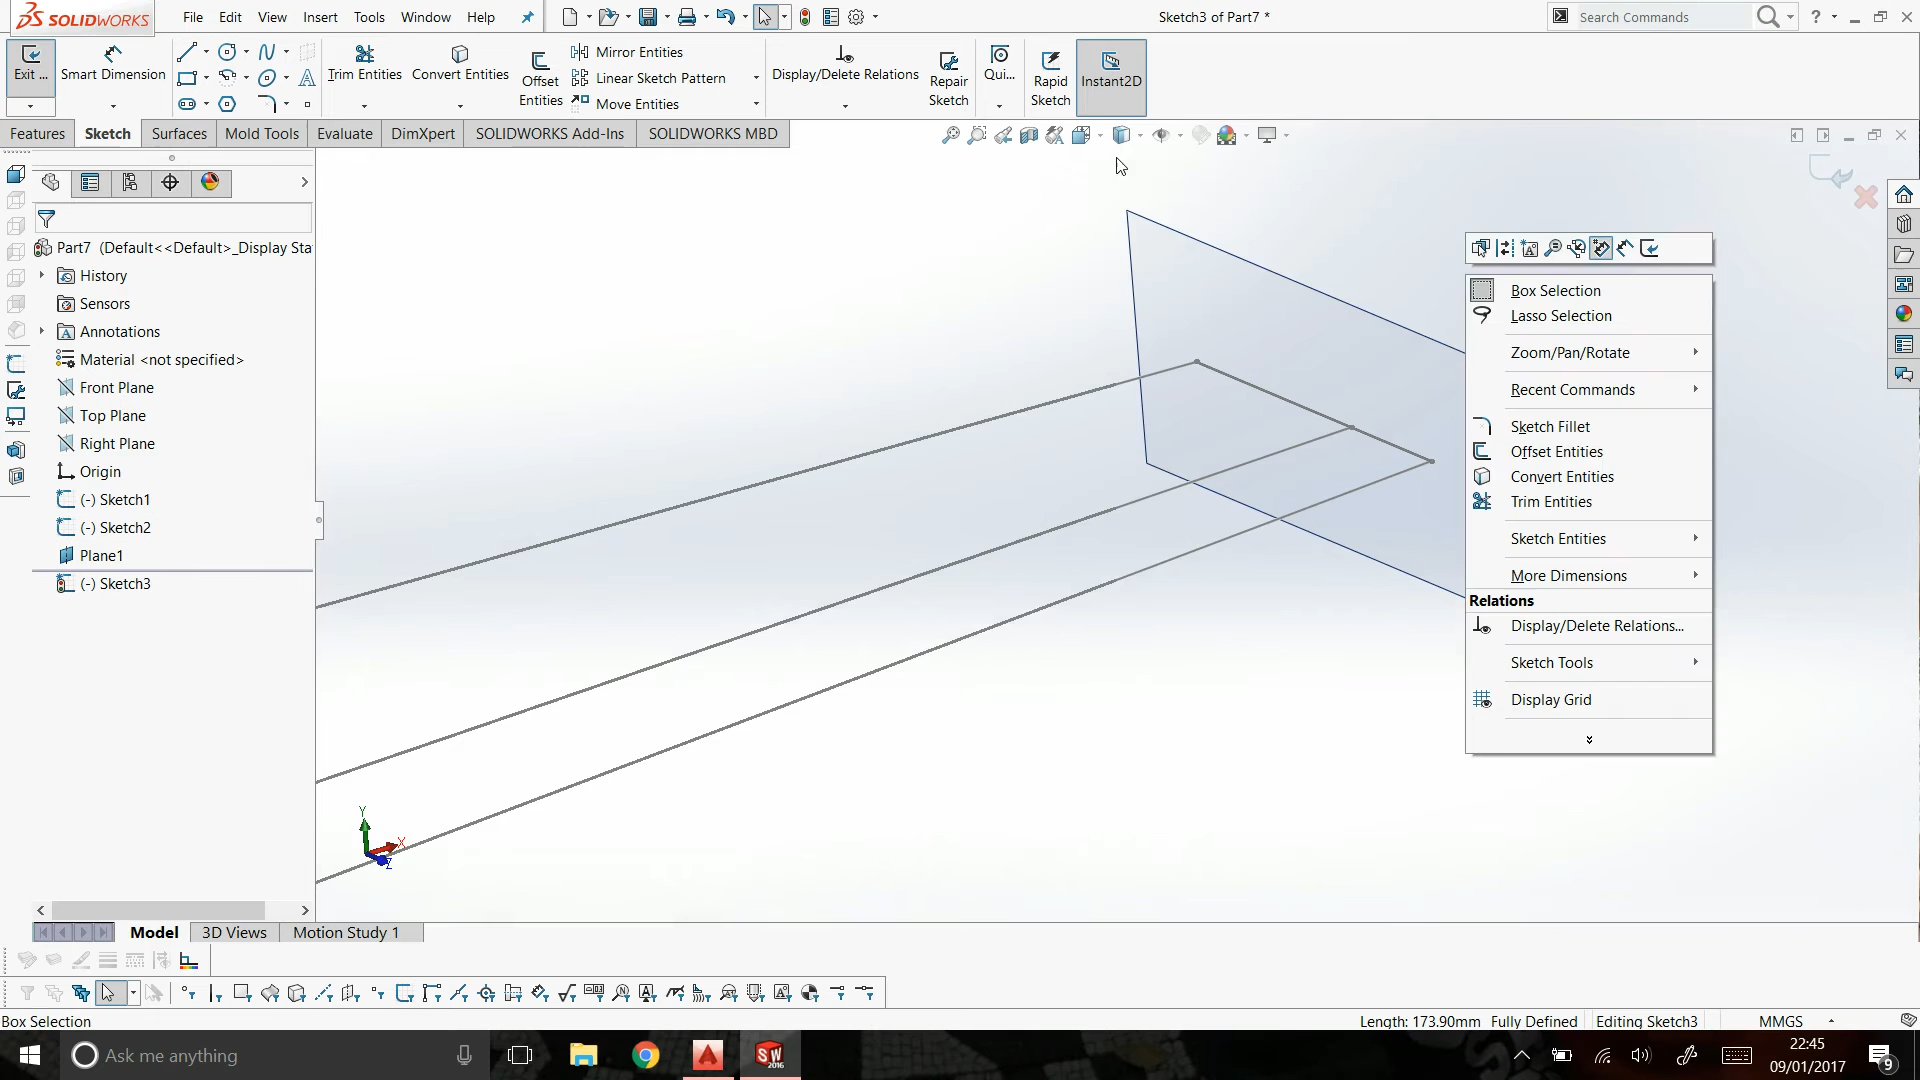 SOLIDWORKS
File Edit View Insert Tools Window Help
Sketch3 of Part7 *
Search Commands
Exit ...
Smart Dimension
Trim Entities
Convert Entities
Offset Entities
Mirror Entities
Linear Sketch Pattern
Move Entities
Display/Delete Relations
Repair Sketch
Qui...
Rapid Sketch
Instant2D
Features Sketch Surfaces Mold Tools Evaluate DimXpert SOLIDWORKS Add-Ins SOLIDWORKS MBD
Part7 (Default<<Default>_Display Sta
History
Sensors
Annotations
Material <not specified>
Front Plane
Top Plane
Right Plane
Origin
(-) Sketch1
(-) Sketch2
Plane1
(-) Sketch3
Box Selection
Lasso Selection
Zoom/Pan/Rotate
Recent Commands
Sketch Fillet
Offset Entities
Convert Entities
Trim Entities
Sketch Entities
More Dimensions
Relations
Display/Delete Relations...
Sketch Tools
Display Grid
Y
X
Z
Model 3D Views Motion Study 1
Box Selection
Length: 173.90mm Fully Defined Editing Sketch3 MMGS
Ask me anything
SW
2016
22:45
09/01/2017
9